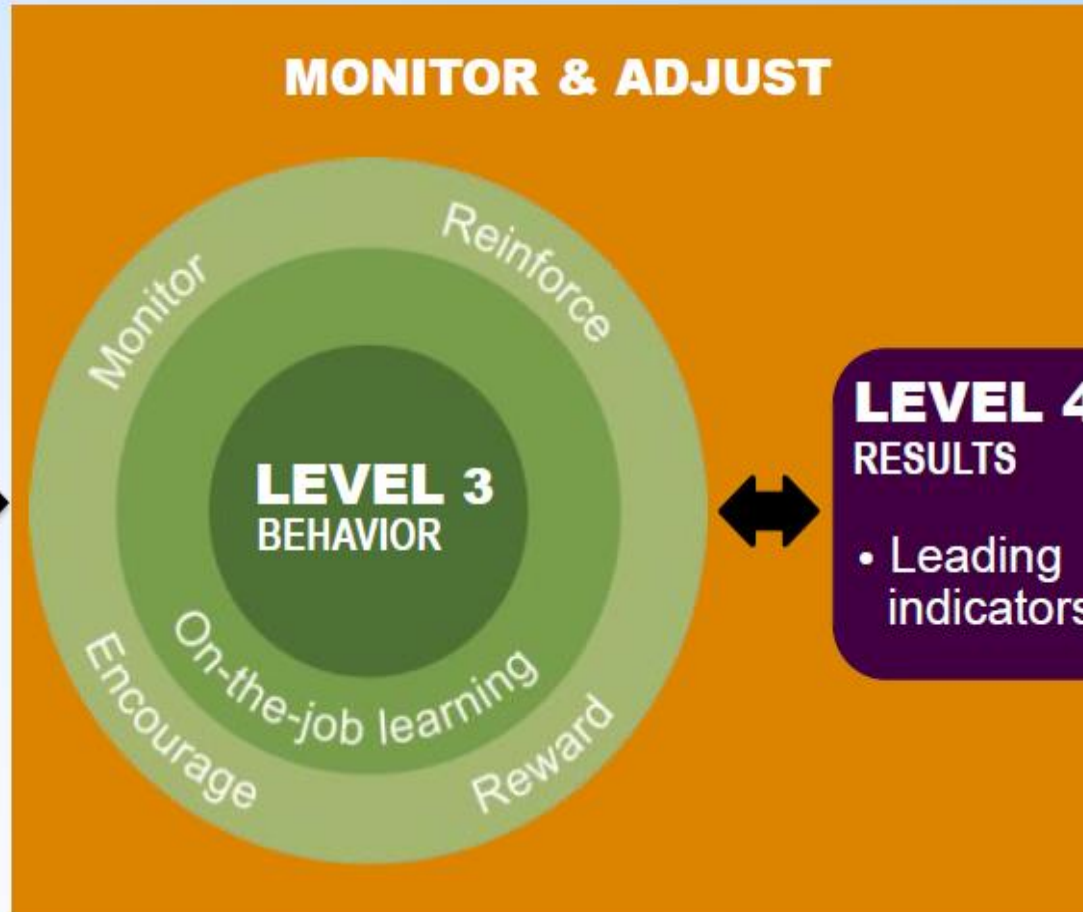 MONITOR & ADJUST
Monitor
Reinforce
LEVEL 3
BEHAVIOR
On-the-job learning
Encourage
Reward
LEVEL 4
RESULTS
• Leading
indicators